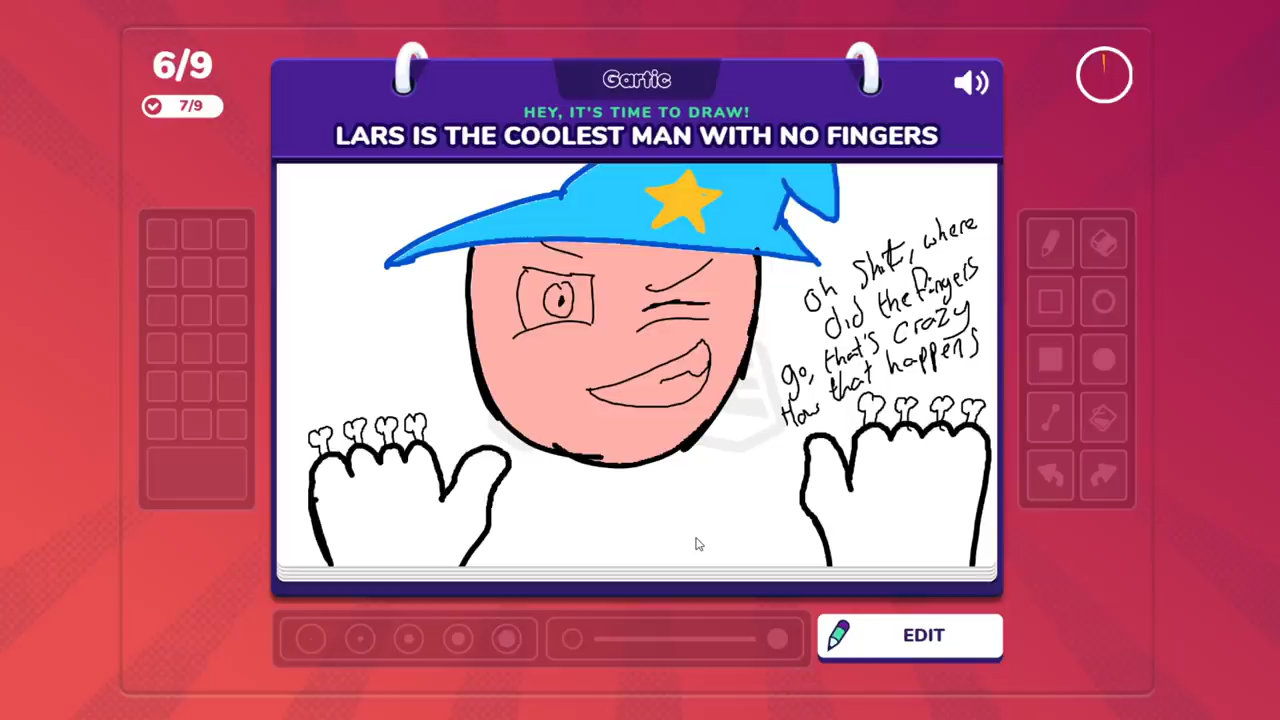 6/9
7/9
Gartic
HEY, IT'S TIME TO DRAW!
LARS IS THE COOLEST MAN WITH NO FINGERS
oh shit, where
did the fingers
go, that's crazy
How that happens
EDIT